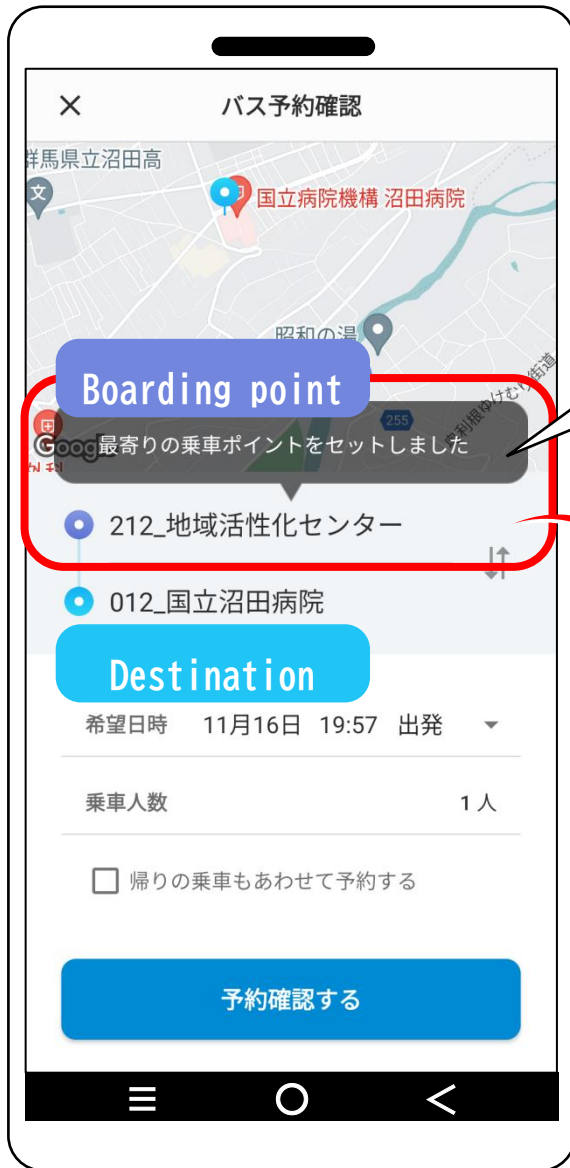 バス予約確認
群馬県立沼田高
文
国立病院機構 沼田病院
昭和の湯
Boarding point
255
奥利根ゆけむり街道
Google
最寄りの乗車ポイントをセットしました
212_地域活性化センター
012_国立沼田病院
Destination
希望日時 11月16日 19:57 出発
乗車人数 1人
帰りの乗車もあわせて予約する
予約確認する